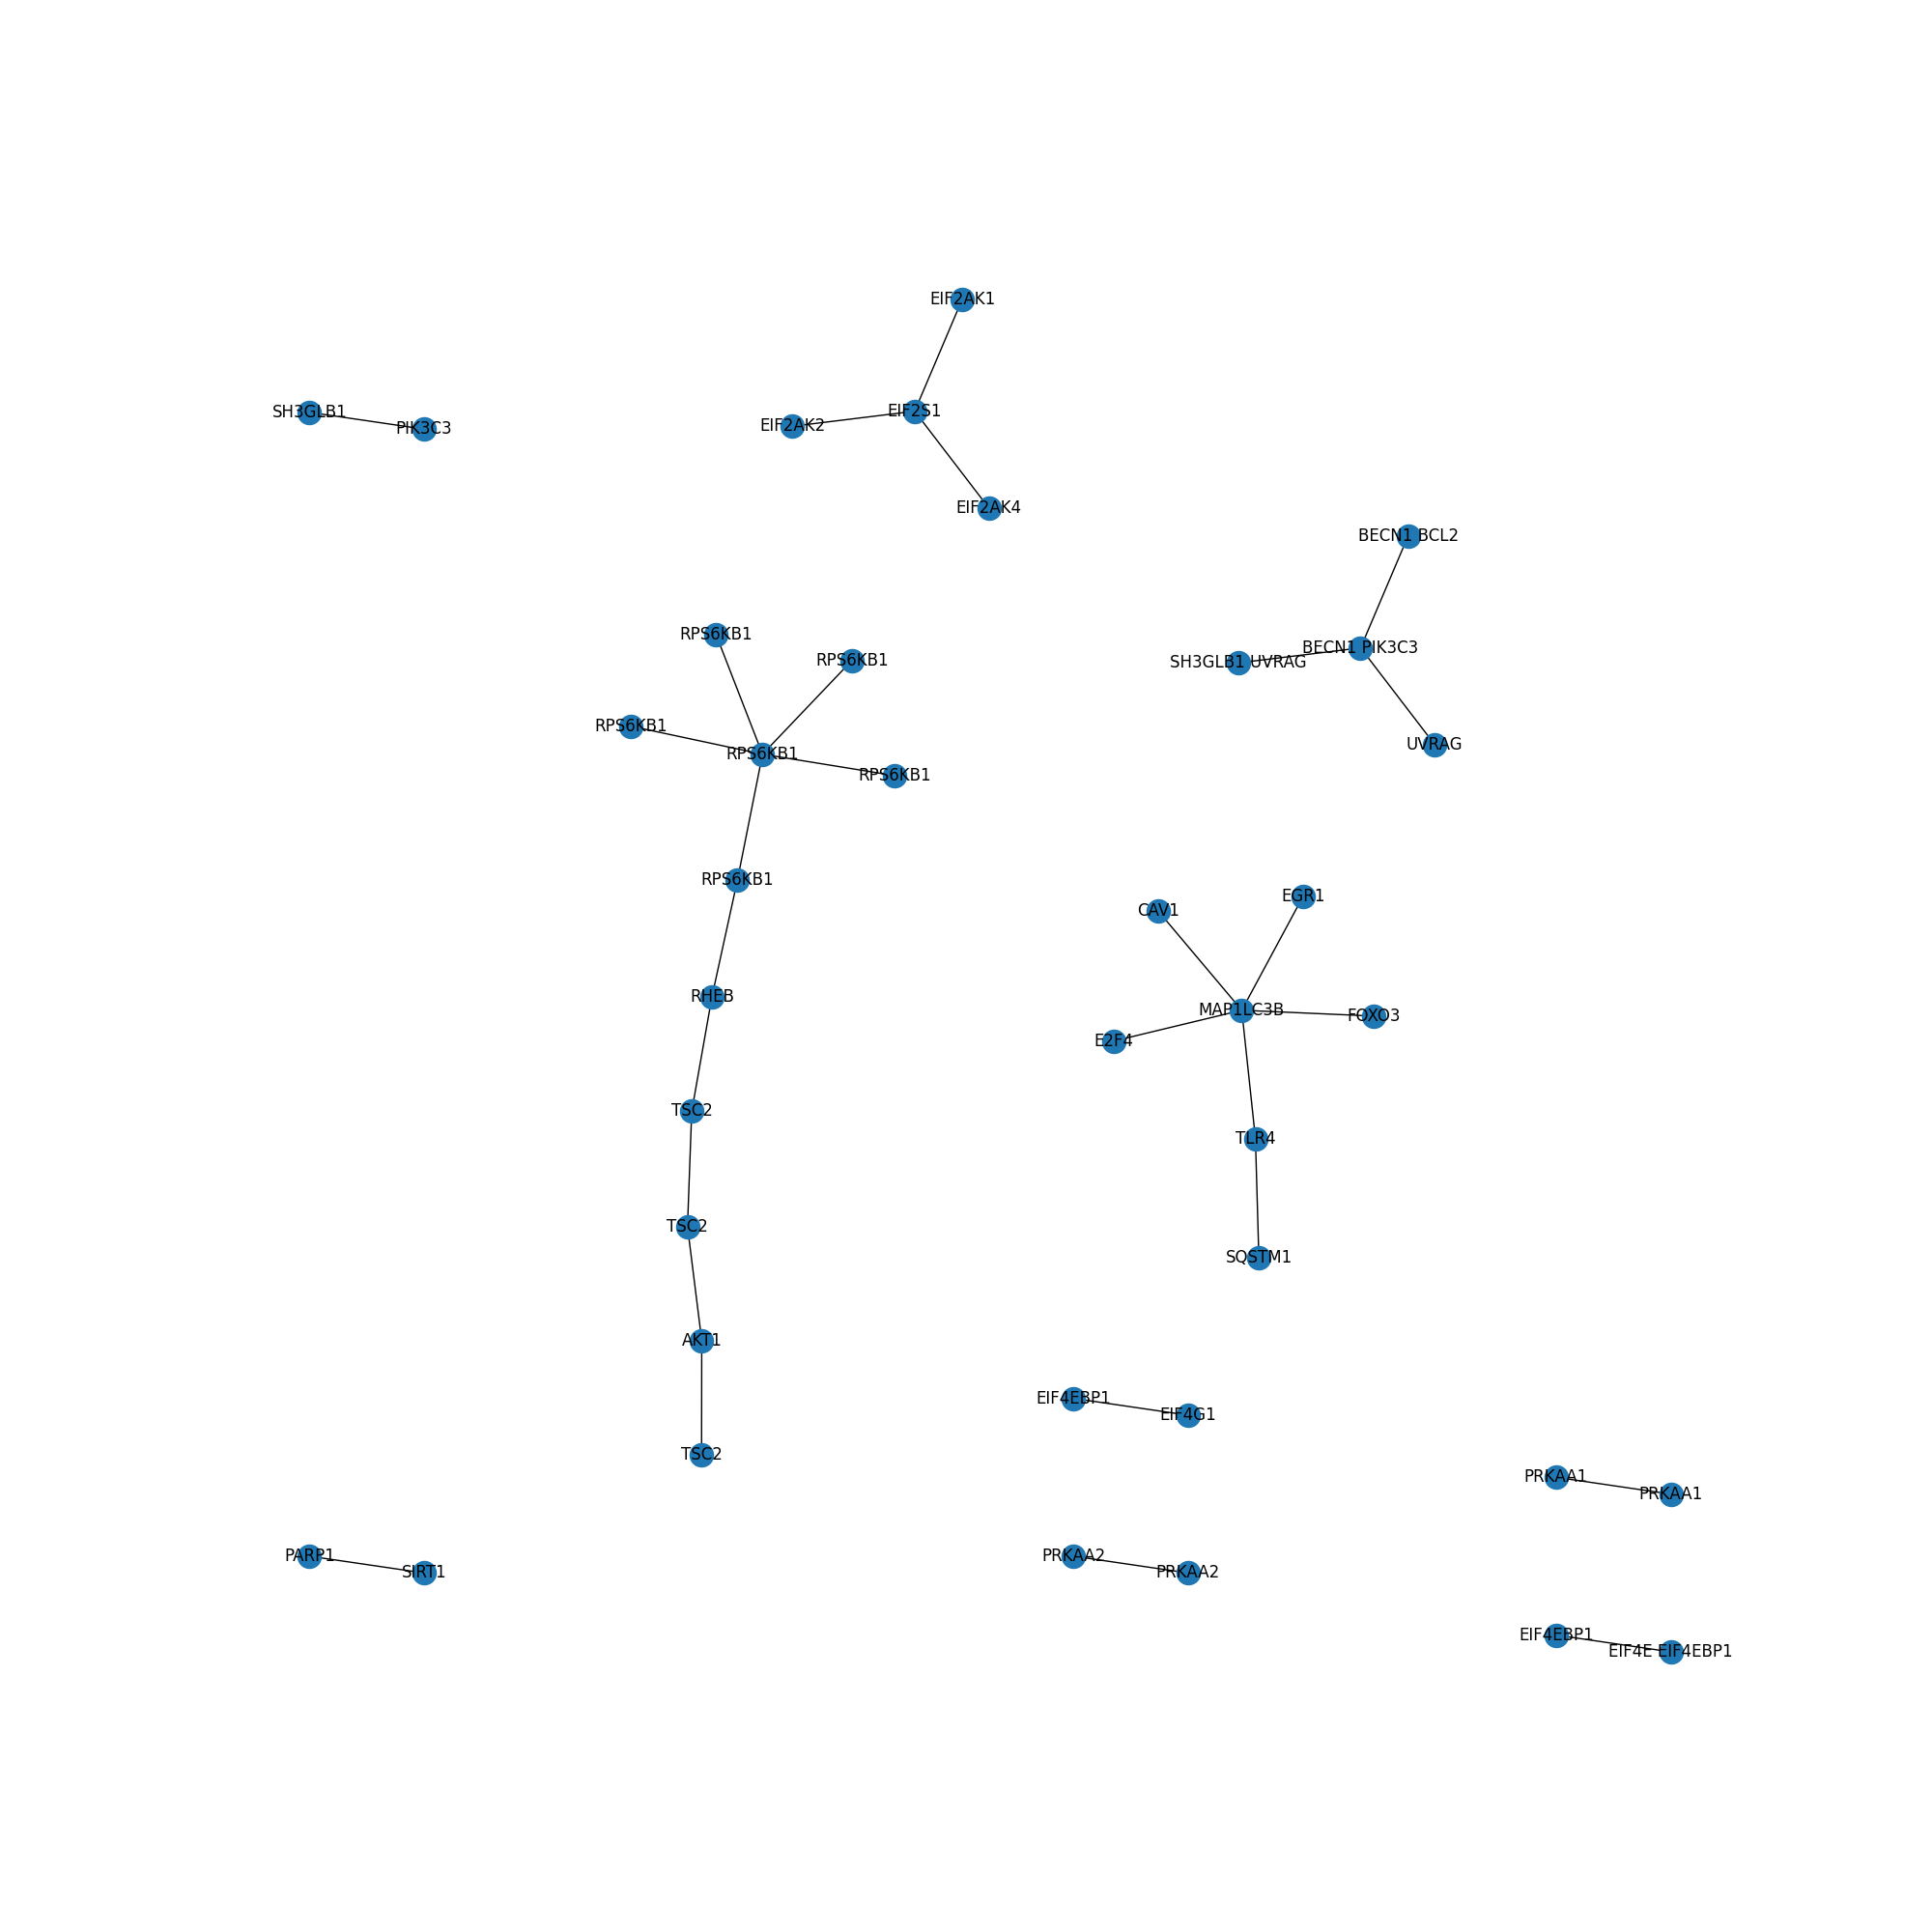 EIF2AK1
SH3GLB1
PIK3C3
EIF2S1
EIF2AK2
EIF2AK4
BECN1 BCL2
RPS6KB1
RPS6KB1
BECN1 PIK3C3
SH3GLB1 UVRAG
RPS6KB1
RPS6KB1
UVRAG
RPS6KB1
RPS6KB1
EGR1
CAV1
RHEB
MAP1LC3B
FOXO3
E2F4
TSC2
TLR4
TSC2
SQSTM1
AKT1
EIF4EBP1
EIF4G1
TSC2
PRKAA1
PRKAA1
PARP1
SIRT1
PRKAA2
PRKAA2
EIF4EBP1
EIF4E EIF4EBP1